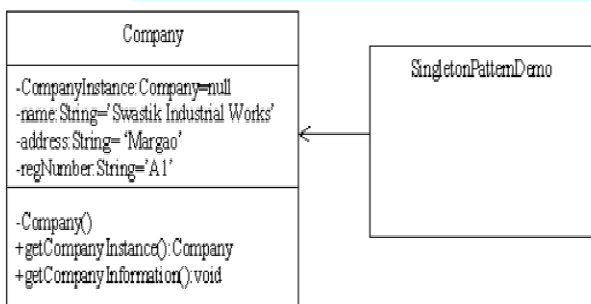 Company
-CompanyInstance:Company=null
-name:String='Swastik Industrial Works'
-address:String= 'Margao'
-regNumber:String='A1'
-Company()
+getCompanyInstance():Company
+getCompanyInformation():void
SingletonPatternDemo